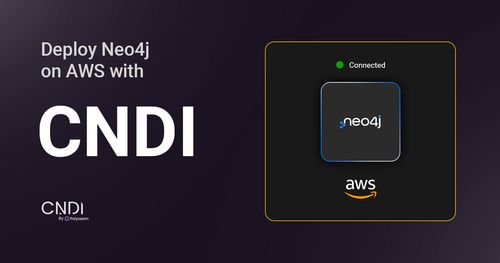 Deploy Neo4j
on AWS with
CNDI
CNDI
By Polyseam
Connected
neo4j
aws